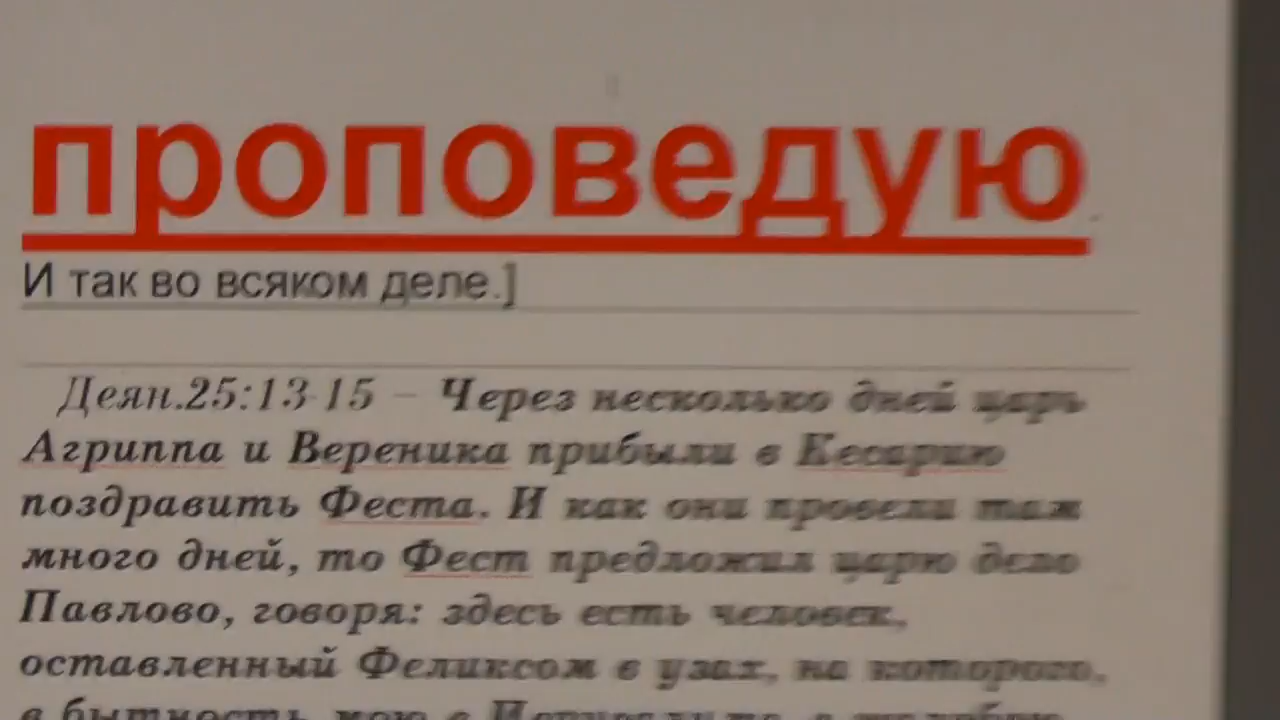 проповедую
И так во всяком деле.]
Деян.25:13-15 – Через несколько дней царь
Агриппа и Вереника прибыли в Кесарию
поздравить Феста. И как они провели там
много дней, то Фест предложил царю дело
Павлово, говоря: здесь есть человек,
оставленный Феликсом в узах, на которого,
в бытность мою в